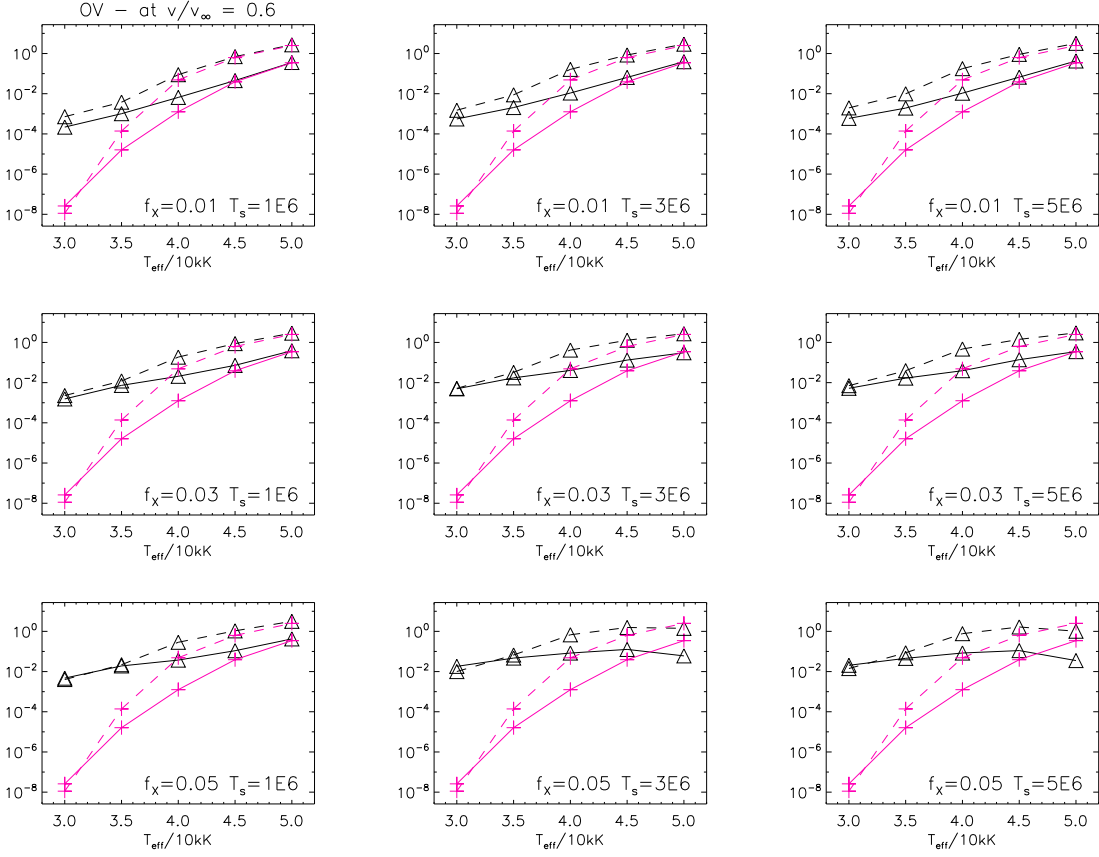 OV − at v/v∞ = 0.6
10⁰
10⁻²
10⁻⁴
10⁻⁶
10⁻⁸
fₓ=0.01 Tₛ=1E6
3.0 3.5 4.0 4.5 5.0
T_eff/10kK
10⁰
10⁻²
10⁻⁴
10⁻⁶
10⁻⁸
fₓ=0.01 Tₛ=3E6
3.0 3.5 4.0 4.5 5.0
T_eff/10kK
10⁰
10⁻²
10⁻⁴
10⁻⁶
10⁻⁸
fₓ=0.01 Tₛ=5E6
3.0 3.5 4.0 4.5 5.0
T_eff/10kK
10⁰
10⁻²
10⁻⁴
10⁻⁶
10⁻⁸
fₓ=0.03 Tₛ=1E6
3.0 3.5 4.0 4.5 5.0
T_eff/10kK
10⁰
10⁻²
10⁻⁴
10⁻⁶
10⁻⁸
fₓ=0.03 Tₛ=3E6
3.0 3.5 4.0 4.5 5.0
T_eff/10kK
10⁰
10⁻²
10⁻⁴
10⁻⁶
10⁻⁸
fₓ=0.03 Tₛ=5E6
3.0 3.5 4.0 4.5 5.0
T_eff/10kK
10⁰
10⁻²
10⁻⁴
10⁻⁶
10⁻⁸
fₓ=0.05 Tₛ=1E6
3.0 3.5 4.0 4.5 5.0
T_eff/10kK
10⁰
10⁻²
10⁻⁴
10⁻⁶
10⁻⁸
fₓ=0.05 Tₛ=3E6
3.0 3.5 4.0 4.5 5.0
T_eff/10kK
10⁰
10⁻²
10⁻⁴
10⁻⁶
10⁻⁸
fₓ=0.05 Tₛ=5E6
3.0 3.5 4.0 4.5 5.0
T_eff/10kK